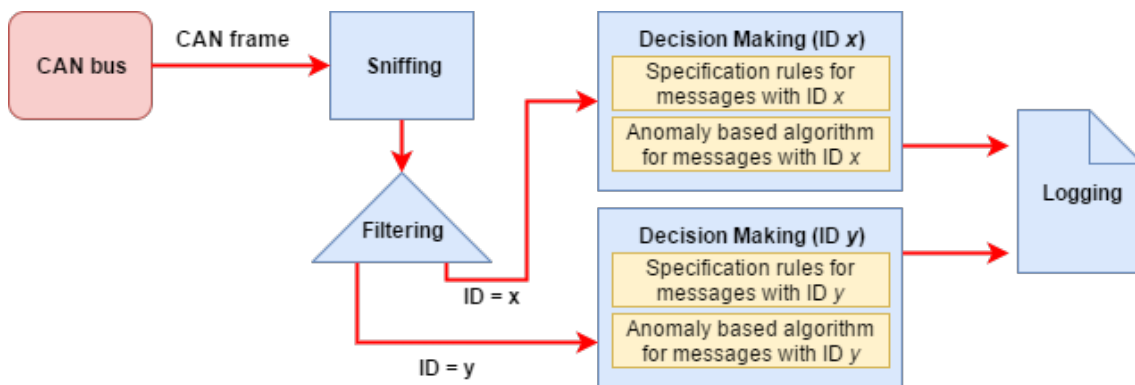 CAN bus
CAN frame
Sniffing
Filtering
ID = x
ID = y
Decision Making (ID x)
Specification rules for
messages with ID x
Anomaly based algorithm
for messages with ID x
Decision Making (ID y)
Specification rules for
messages with ID y
Anomaly based algorithm
for messages with ID y
Logging